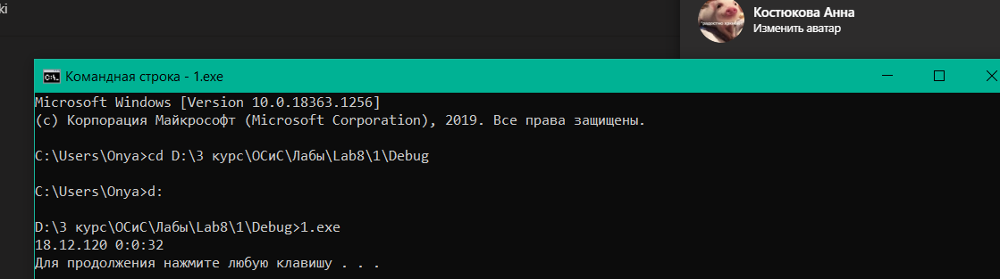 ki
Костюкова Анна
Изменить аватар
Командная строка - 1.exe
Microsoft Windows [Version 10.0.18363.1256]
(c) Корпорация Майкрософт (Microsoft Corporation), 2019. Все права защищены.
C:\Users\Onya>cd D:\3 курс\ОСиС\Лабы\Lab8\1\Debug
C:\Users\Onya>d:
D:\3 курс\ОСиС\Лабы\Lab8\1\Debug>1.exe
18.12.120 0:0:32
Для продолжения нажмите любую клавишу . . .